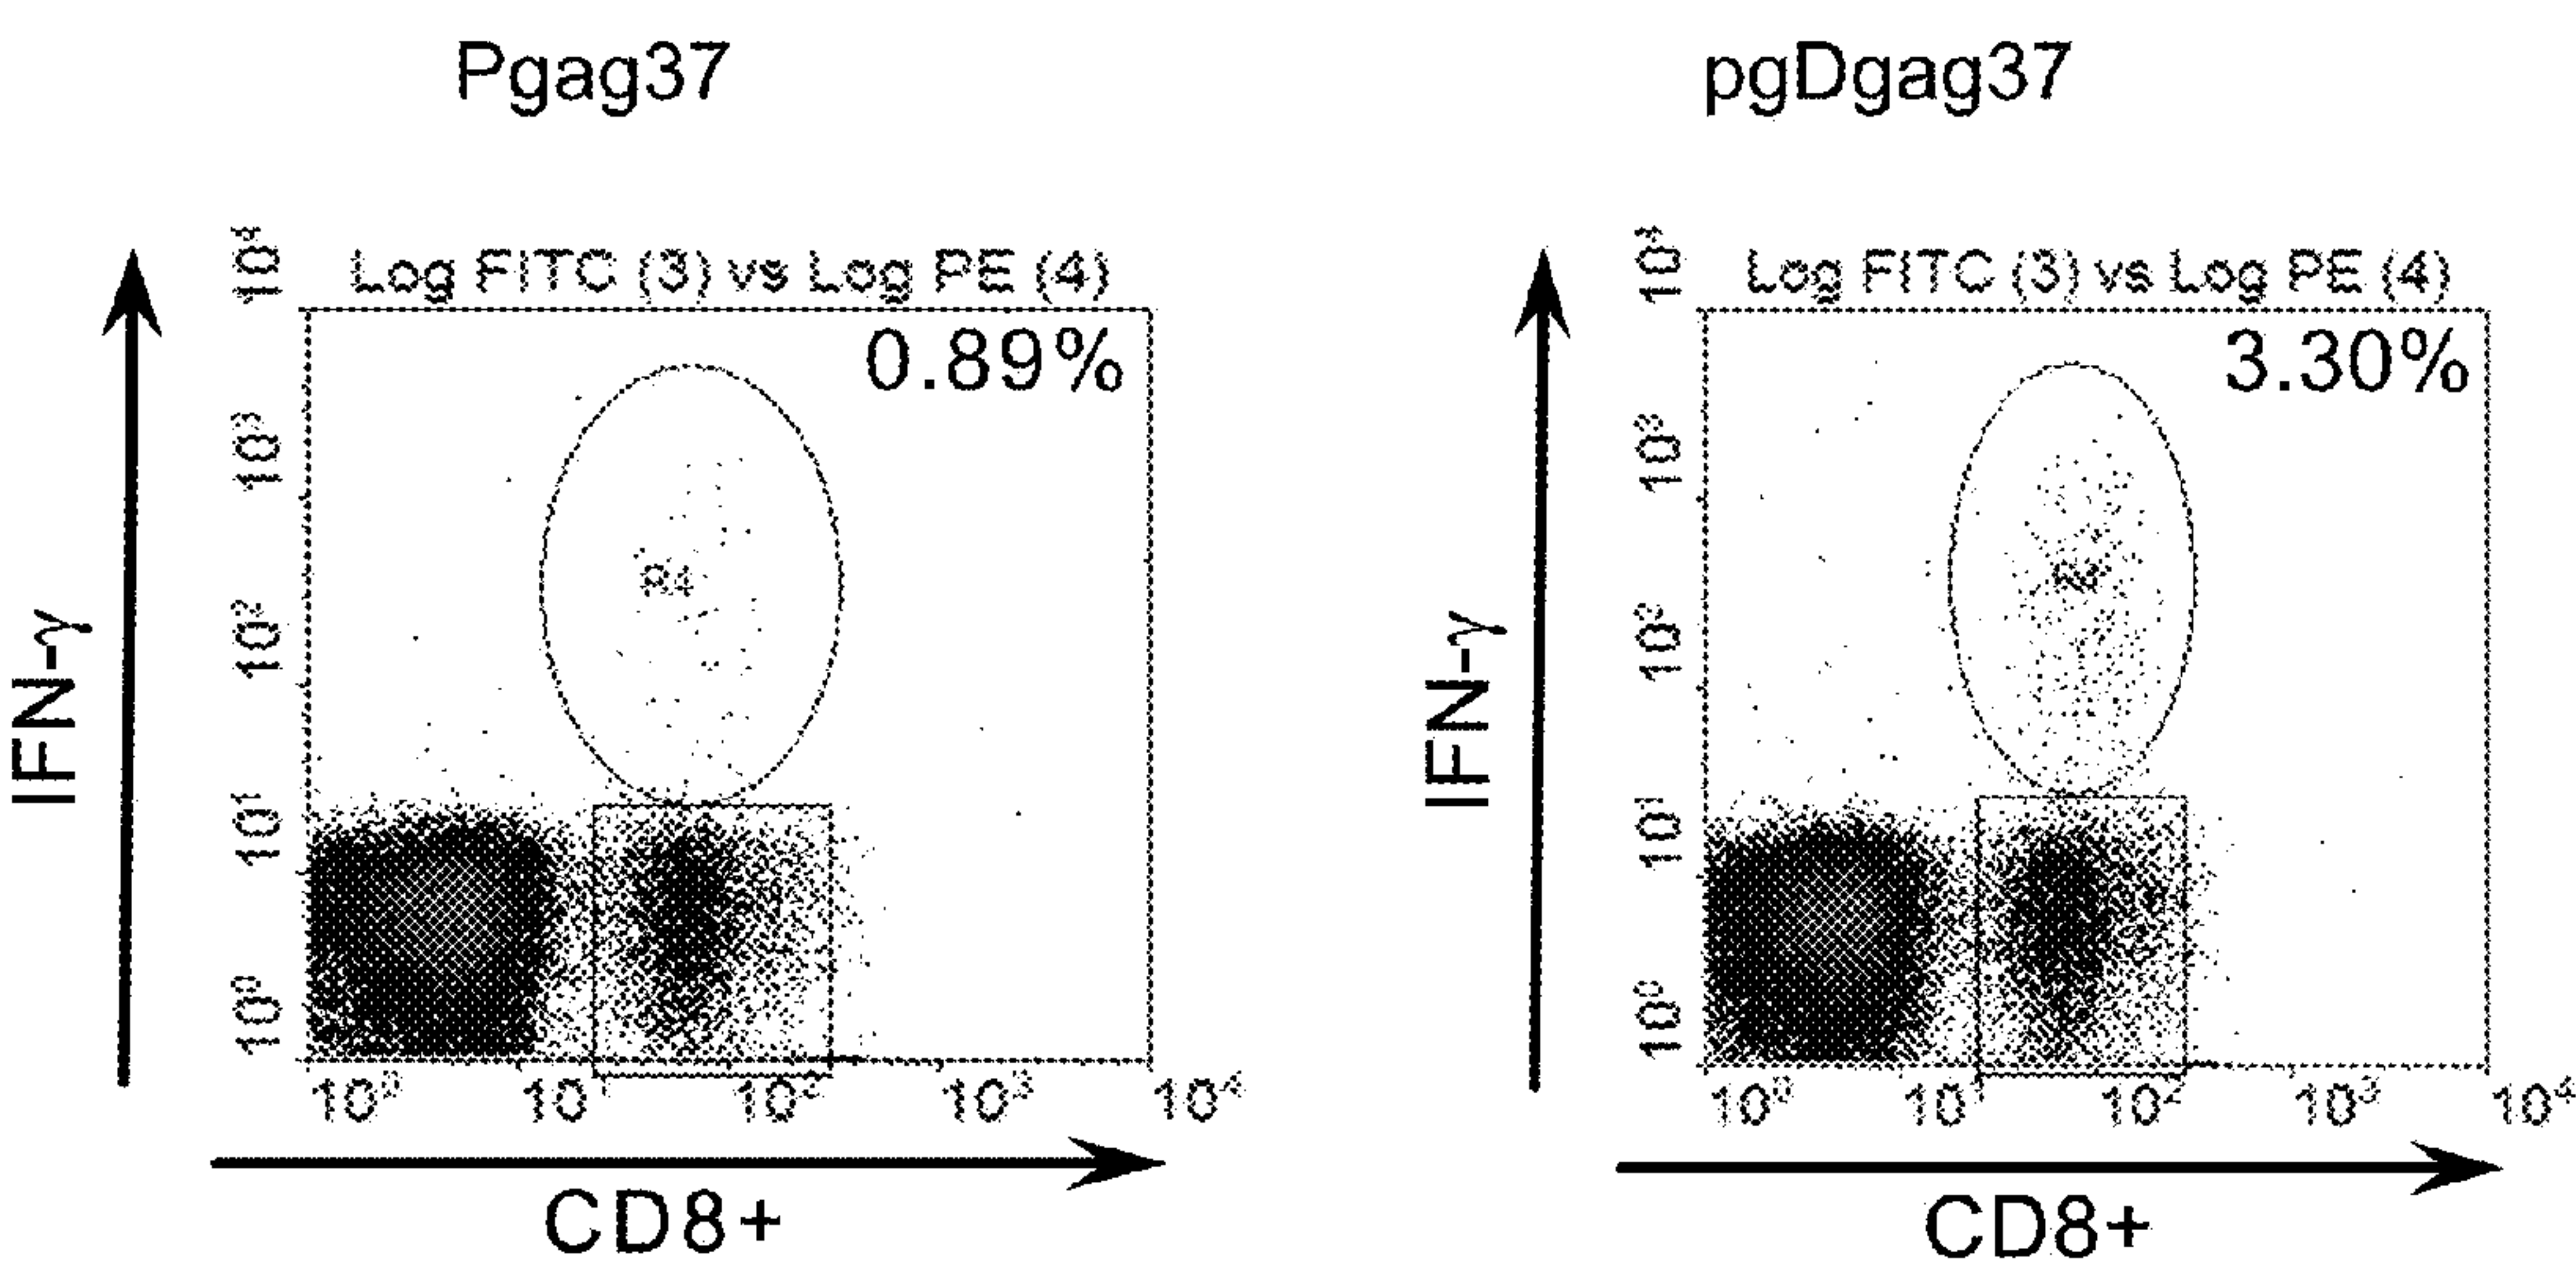 Pgag37
pgDgag37
Log FITC (3) vs Log PE (4)
0.89%
IFN-γ
10⁴
10³
10²
10¹
10⁰
R4
10⁰ 10¹ 10² 10³ 10⁴
CD8+
Log FITC (3) vs Log PE (4)
3.30%
IFN-γ
10⁴
10³
10²
10¹
10⁰
10⁰ 10¹ 10² 10³ 10⁴
CD8+